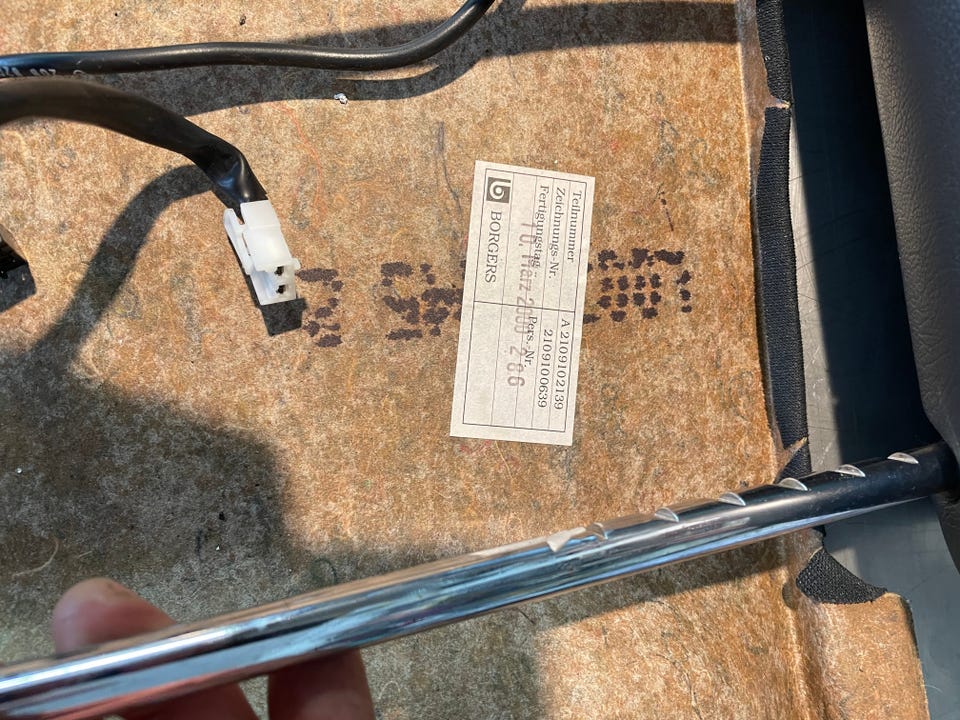 Teilnummer A 2109102139
Zeichnungs-Nr. 2109100639
Fertigungstag Pers. Nr.
10. März 2000 286
BORGERS